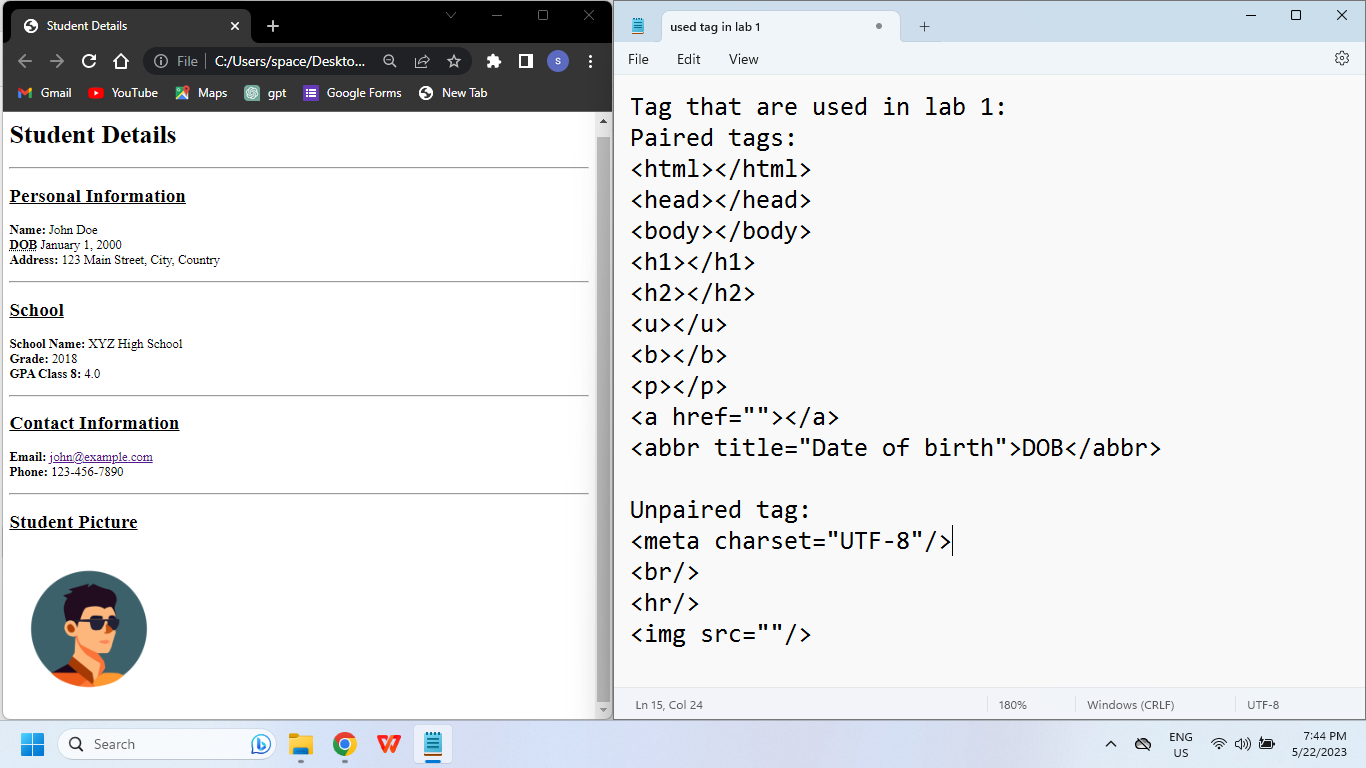 Student Details
File
C:/Users/space/Deskto...
S
Gmail
YouTube
Maps
gpt
Google Forms
New Tab
Student Details
Personal Information
Name: John Doe
DOB January 1, 2000
Address: 123 Main Street, City, Country
School
School Name: XYZ High School
Grade: 2018
GPA Class 8: 4.0
Contact Information
Email: john@example.com
Phone: 123-456-7890
Student Picture
used tag in lab 1
File Edit View
Tag that are used in lab 1:
Paired tags:
<html></html>
<head></head>
<body></body>
<h1></h1>
<h2></h2>
<u></u>
<b></b>
<p></p>
<a href=""></a>
<abbr title="Date of birth">DOB</abbr>
Unpaired tag:
<meta charset="UTF-8"/>
<br/>
<hr/>
<img src=""/>
Ln 15, Col 24
180%
Windows (CRLF)
UTF-8
Search
ENG
US
7:44 PM
5/22/2023